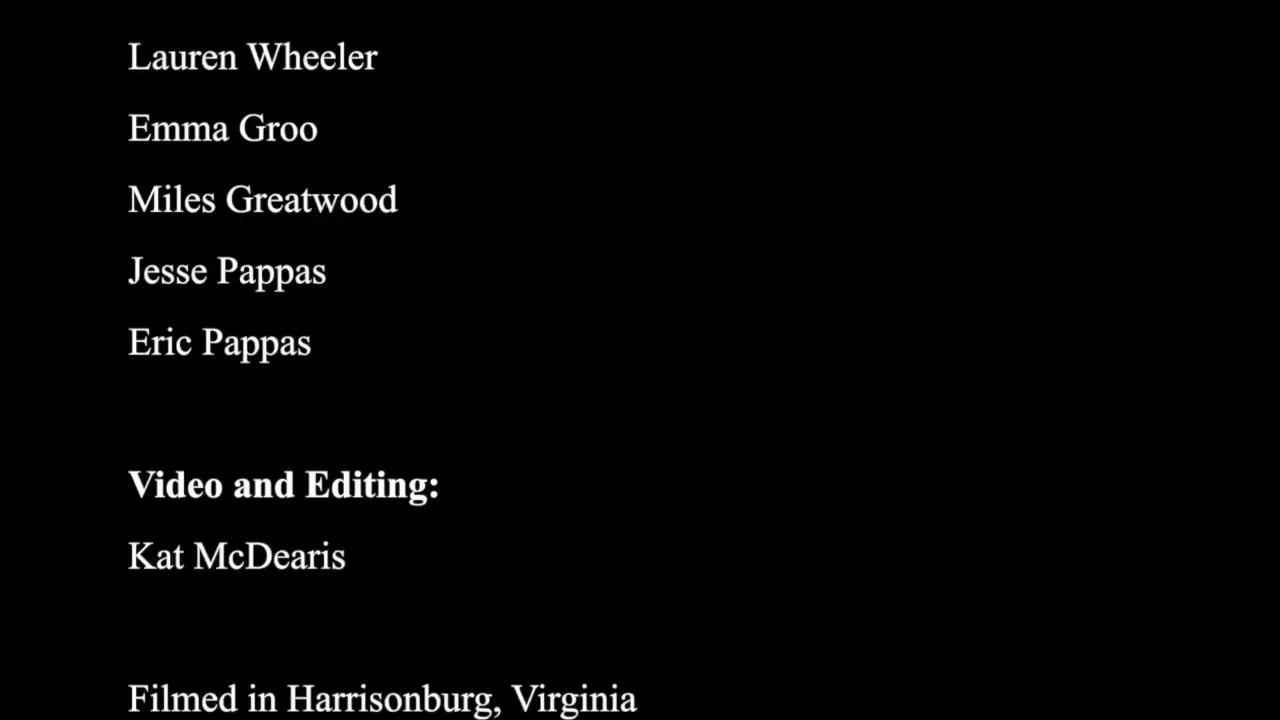 Lauren Wheeler
Emma Groo
Miles Greatwood
Jesse Pappas
Eric Pappas
Video and Editing:
Kat McDearis
Filmed in Harrisonburg, Virginia